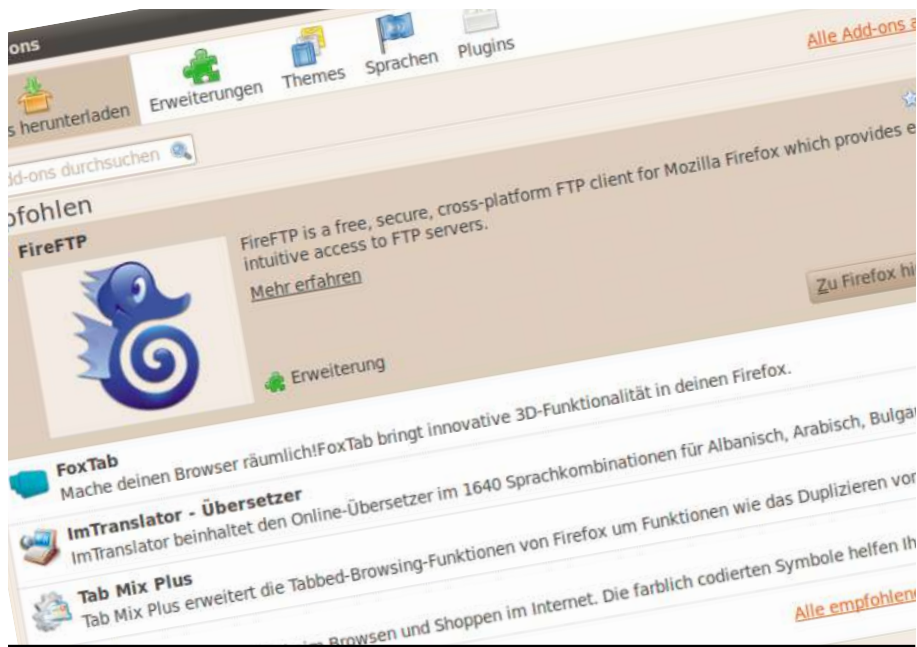 ons
s herunterladen
Erweiterungen
Themes
Sprachen
Plugins
Alle Add-ons a
dd-ons durchsuchen
pfohlen
FireFTP
FireFTP is a free, secure, cross-platform FTP client for Mozilla Firefox which provides e
intuitive access to FTP servers.
Mehr erfahren
Zu Firefox hi
Erweiterung
FoxTab
Mache deinen Browser räumlich!FoxTab bringt innovative 3D-Funktionalität in deinen Firefox.
ImTranslator - Übersetzer
ImTranslator beinhaltet den Online-Übersetzer im 1640 Sprachkombinationen für Albanisch, Arabisch, Bulgar
Tab Mix Plus
Tab Mix Plus erweitert die Tabbed-Browsing-Funktionen von Firefox um Funktionen wie das Duplizieren von
Browsen und Shoppen im Internet. Die farblich codierten Symbole helfen Ih
Alle empfohlene